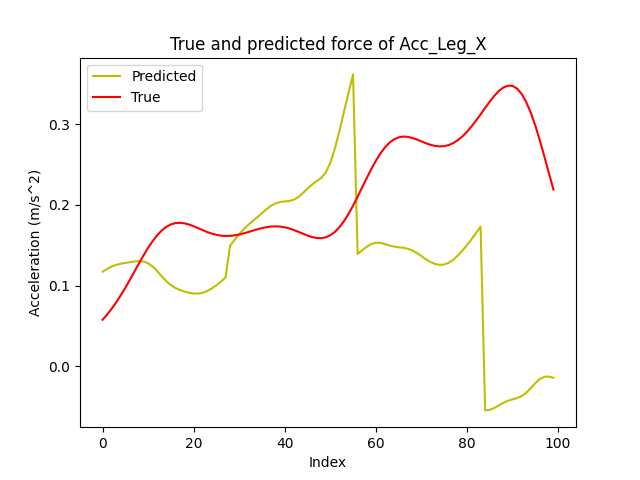 True and predicted force of Acc_Leg_X
Predicted
True
Acceleration (m/s^2)
0.3
0.2
0.1
0.0
0 20 40 60 80 100
Index